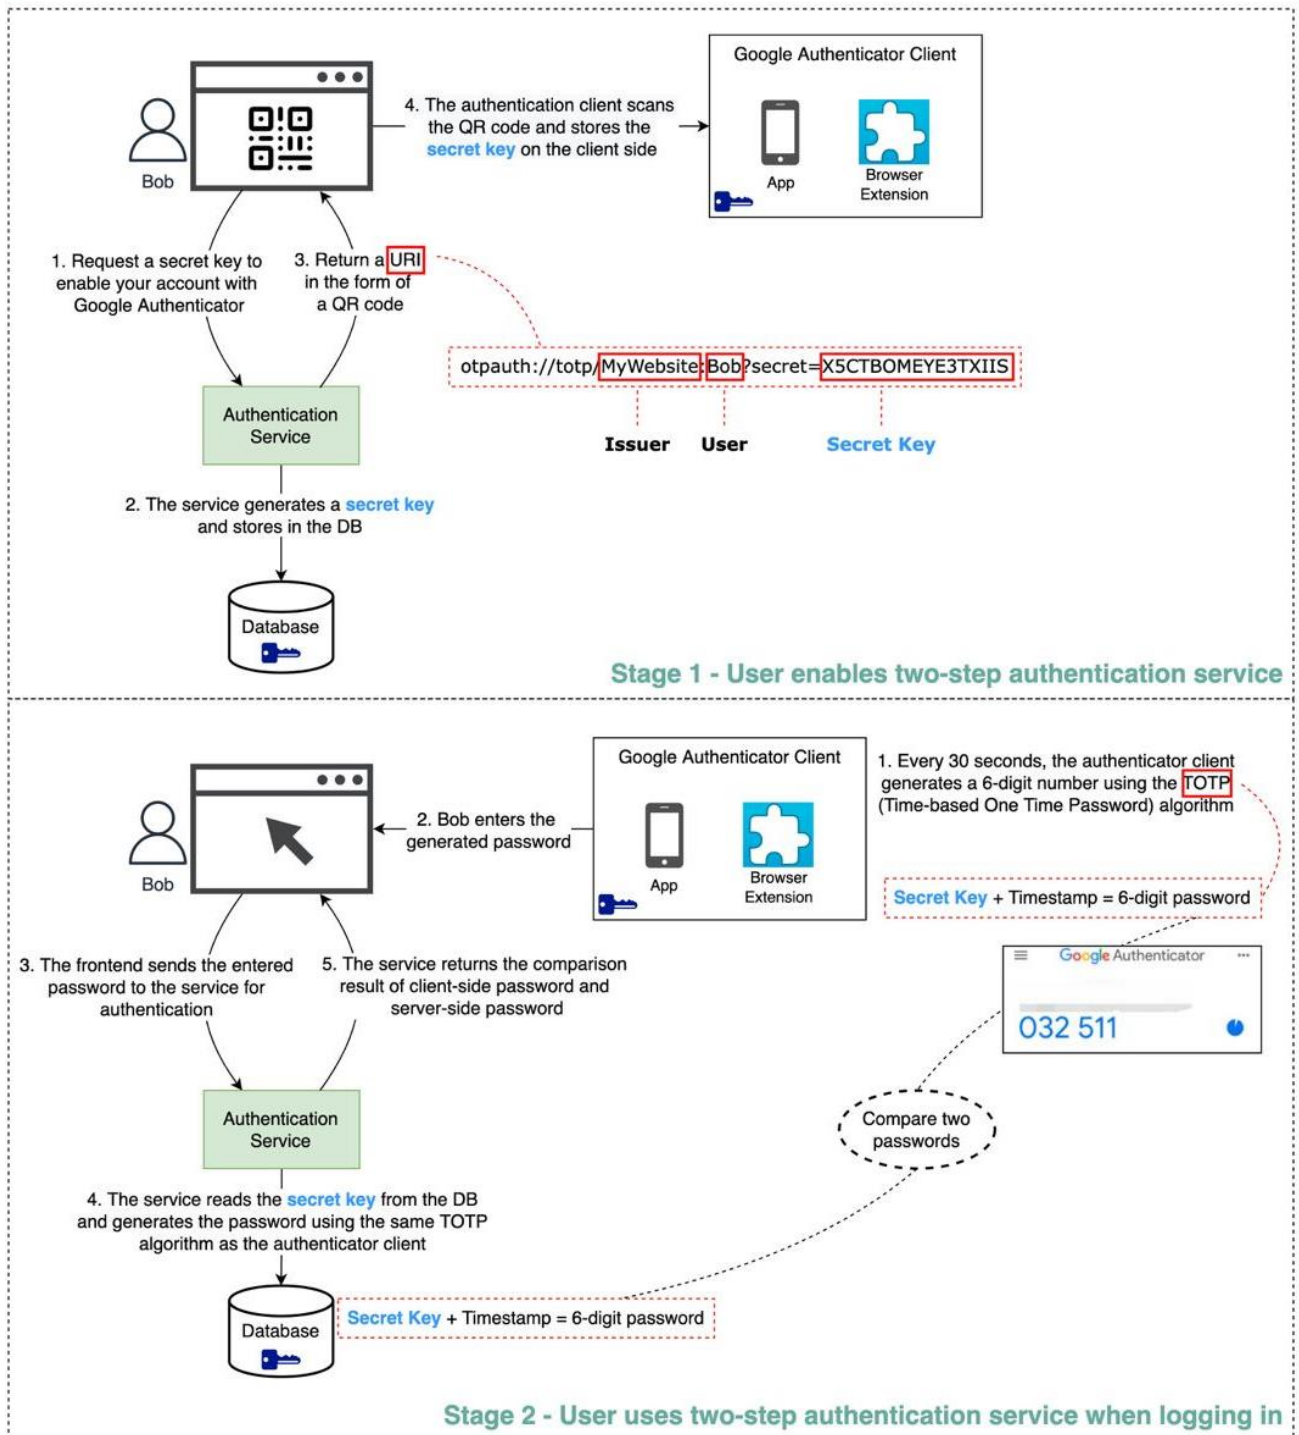 Google Authenticator Client
4. The authentication client scans
the QR code and stores the
secret key on the client side
App
Browser
Extension
Bob
1. Request a secret key to
enable your account with
Google Authenticator
3. Return a URI
in the form of
a QR code
otpauth://totp/MyWebsite:Bob?secret=X5CTBOMEYE3TXIIS
Issuer
User
Secret Key
Authentication
Service
2. The service generates a secret key
and stores in the DB
Database
Stage 1 - User enables two-step authentication service
Google Authenticator Client
1. Every 30 seconds, the authenticator client
generates a 6-digit number using the TOTP
(Time-based One Time Password) algorithm
2. Bob enters the
generated password
App
Browser
Extension
Bob
Secret Key + Timestamp = 6-digit password
3. The frontend sends the entered
password to the service for
authentication
5. The service returns the comparison
result of client-side password and
server-side password
Google Authenticator
032 511
Authentication
Service
Compare two
passwords
4. The service reads the secret key from the DB
and generates the password using the same TOTP
algorithm as the authenticator client
Database
Secret Key + Timestamp = 6-digit password
Stage 2 - User uses two-step authentication service when logging in